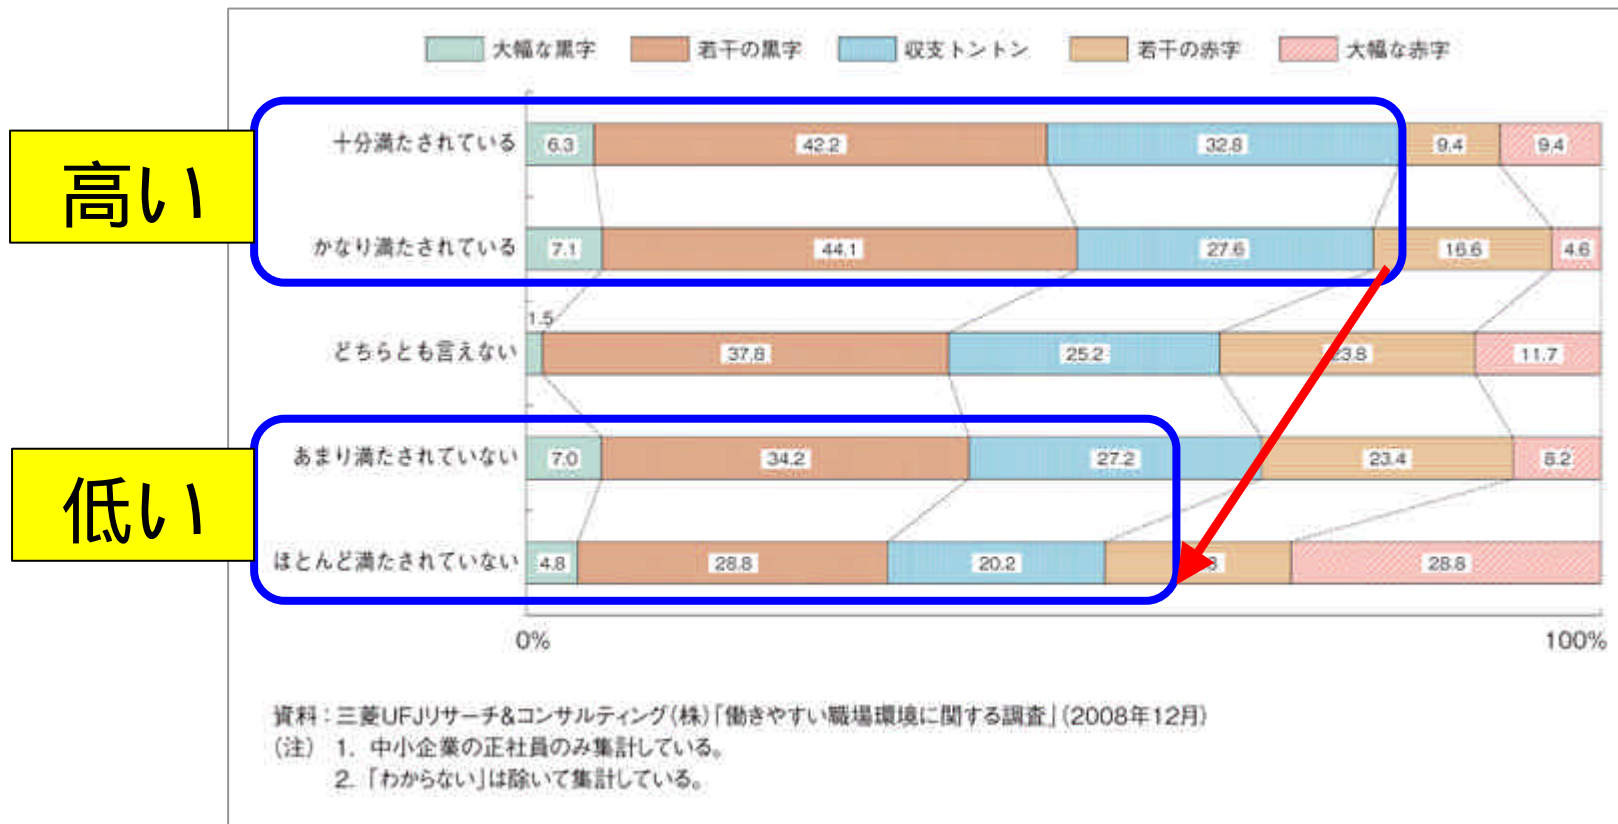 大幅な黒字 若干の黒字 収支トントン 若干の赤字 大幅な赤字
高い
十分満たされている 6.3 42.2 32.8 9.4 9.4
かなり満たされている 7.1 44.1 27.6 16.6 4.6
1.5
どちらとも言えない 37.8 25.2 23.8 11.7
低い
あまり満たされていない 7.0 34.2 27.2 23.4 8.2
ほとんど満たされていない 4.8 28.8 20.2 28.8
0% 100%
資料:三菱UFJリサーチ&コンサルティング(株)「働きやすい職場環境に関する調査」(2008年12月)
(注) 1. 中小企業の正社員のみ集計している。
2. 「わからない」は除いて集計している。